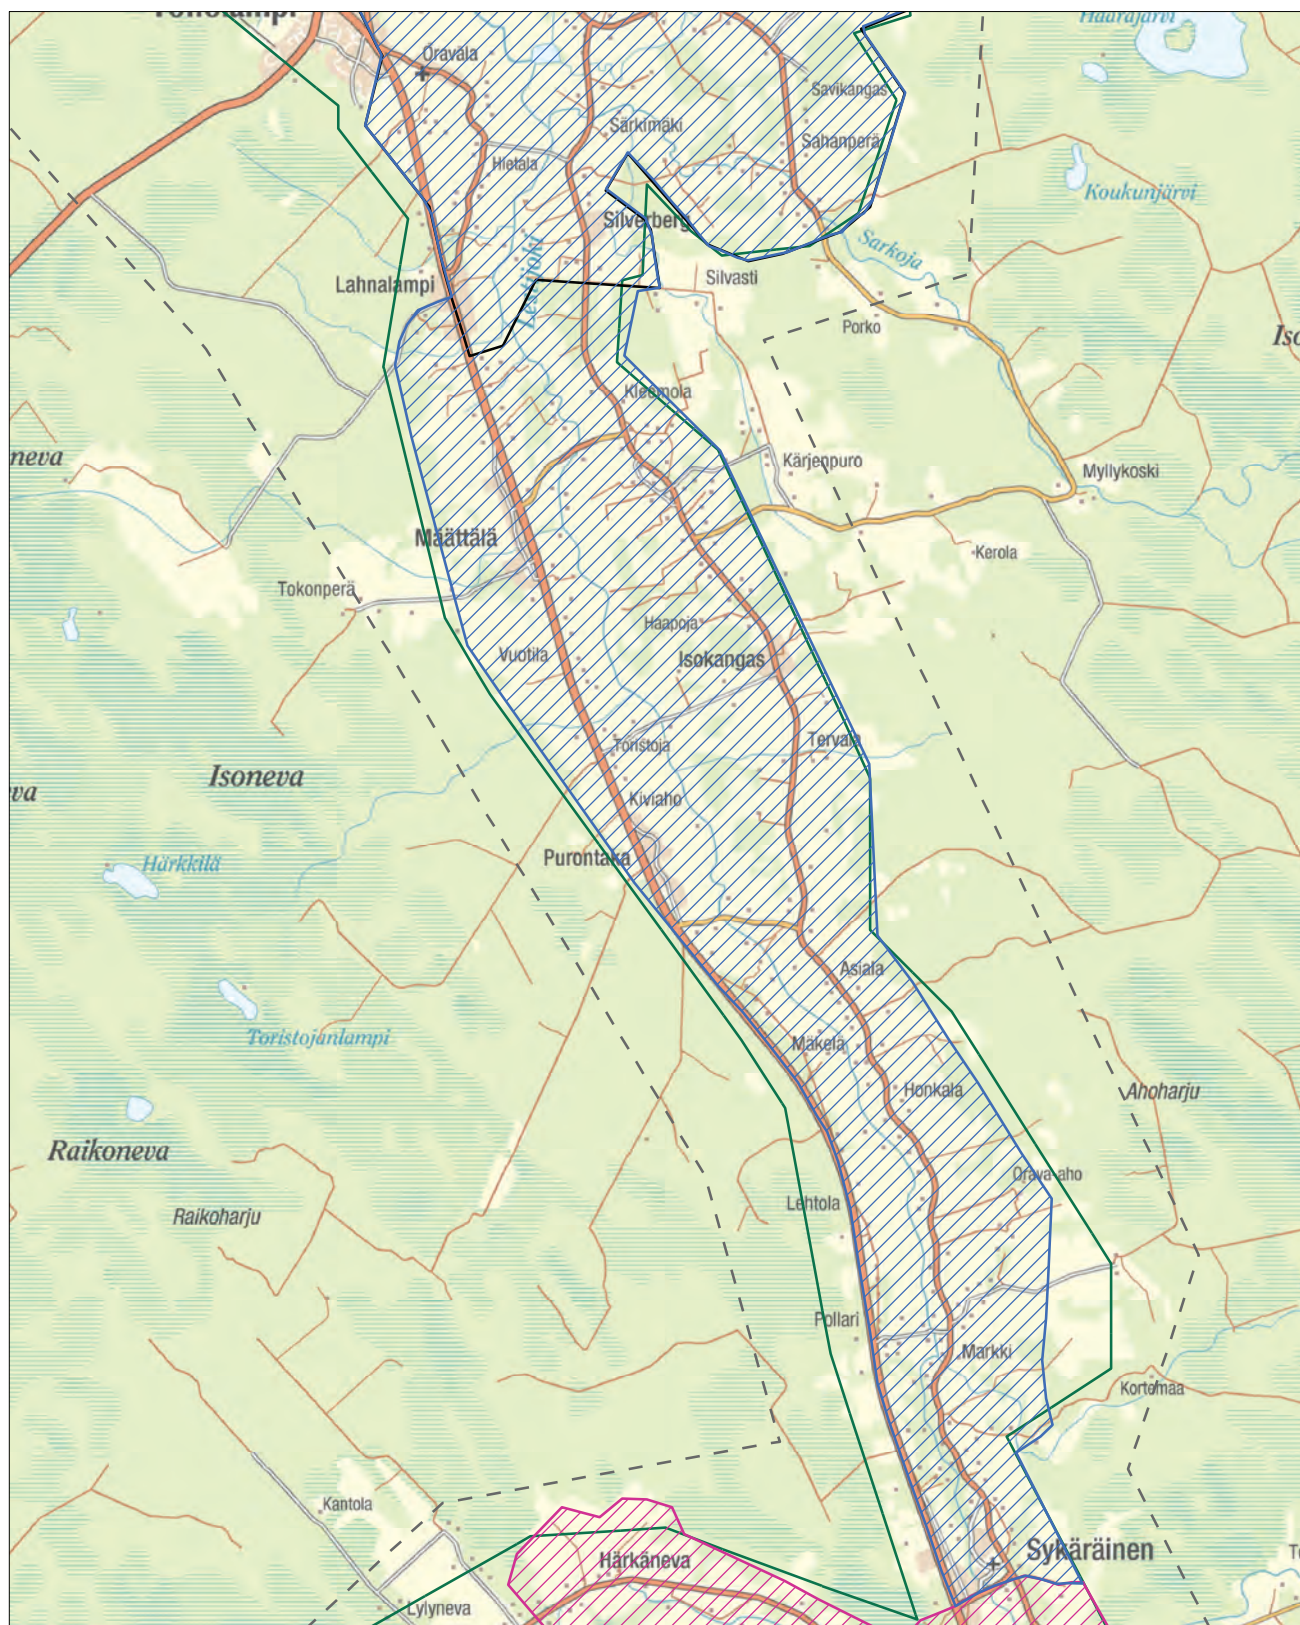 Haarajärvi
Oravala
Savikangas
Särkimäki
Sahanperä
Hietala
Koukunjärvi
Silverberg
Sarkoja
Lestijoki
Silvasti
Lahnalampi
Porko
Kleemola
neva
Kärjenpuro
Myllykoski
Määttälä
Kerola
Tokonperä
Haapoja
Vuotila
Isokangas
Tervala
Toristoja
Isoneva
va
Kiviaho
Purontaka
Härkkilä
Asiala
Toristojanlampi
Mäkelä
Honkala
Ahoharju
Raikoneva
Orava-aho
Lehtola
Raikoharju
Pollari
Markki
Kortemaa
Kantola
Sykäräinen
Härkäneva
Lylyneva